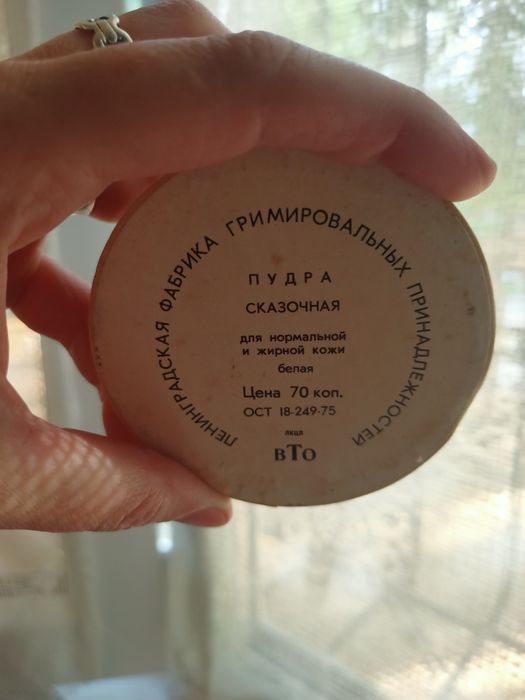 ЛЕНИНГРАДСКАЯ ФАБРИКА ГРИМИРОВАЛЬНЫХ ПРИНАДЛЕЖНОСТЕЙ
ПУДРА
СКАЗОЧНАЯ
для нормальной
и жирной кожи
белая
Цена 70 коп.
ОСТ 18-249-75
ЛКЦЛ
ВТО